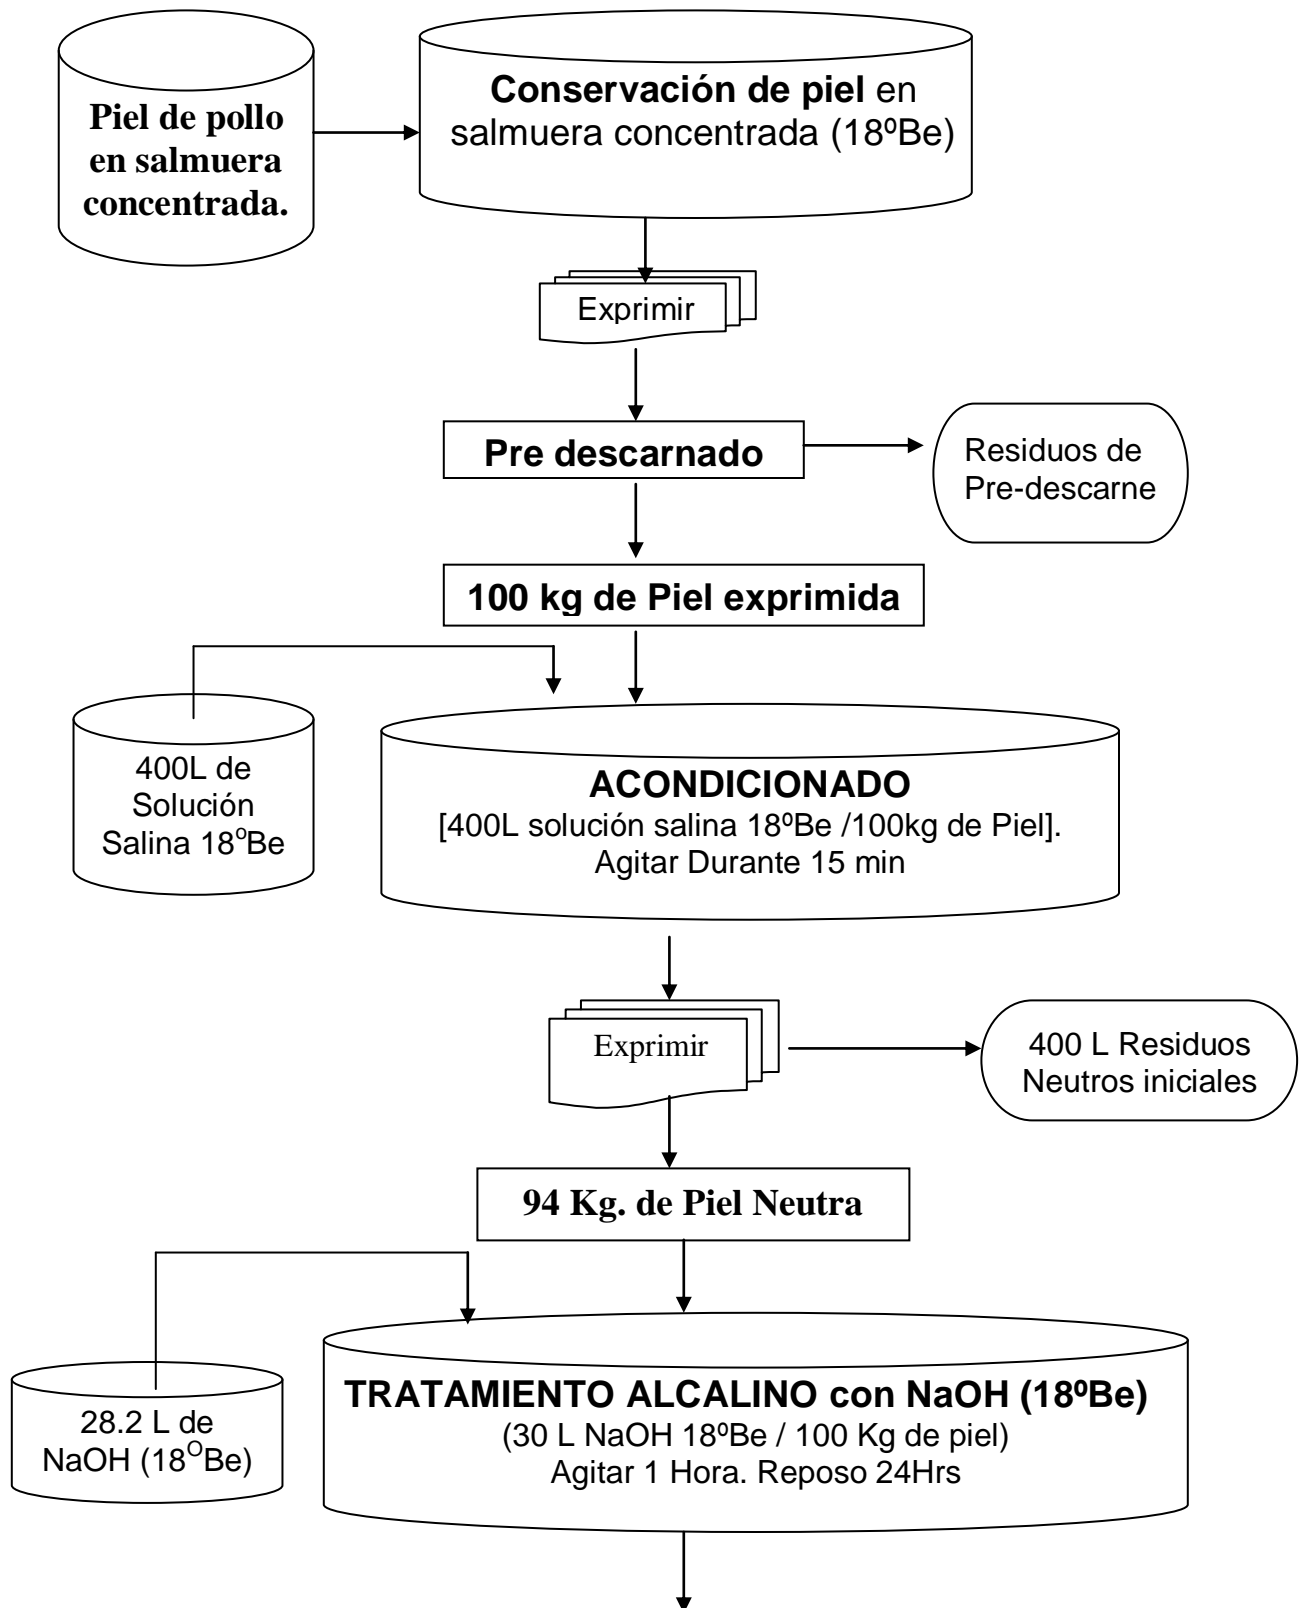 Piel de pollo
en salmuera
concentrada.
Conservación de piel en
salmuera concentrada (18ºBe)
Exprimir
Pre descarnado
Residuos de
Pre-descarne
100 kg de Piel exprimida
400L de
Solución
Salina 18ºBe
ACONDICIONADO
[400L solución salina 18ºBe /100kg de Piel].
Agitar Durante 15 min
Exprimir
400 L Residuos
Neutros iniciales
94 Kg. de Piel Neutra
28.2 L de
NaOH (18ºBe)
TRATAMIENTO ALCALINO con NaOH (18ºBe)
(30 L NaOH 18ºBe / 100 Kg de piel)
Agitar 1 Hora. Reposo 24Hrs